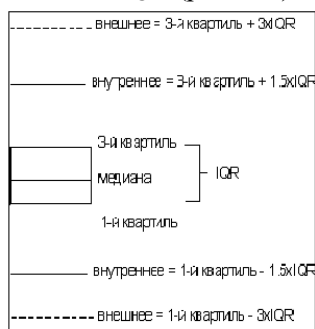 внешнее = 3-й квартиль + 3xIQR
внутреннее = 3-й квартиль + 1.5xIQR
3-й квартиль
IQR
медиана
1-й квартиль
внутреннее = 1-й квартиль - 1.5xIQR
внешнее = 1-й квартиль - 3xIQR